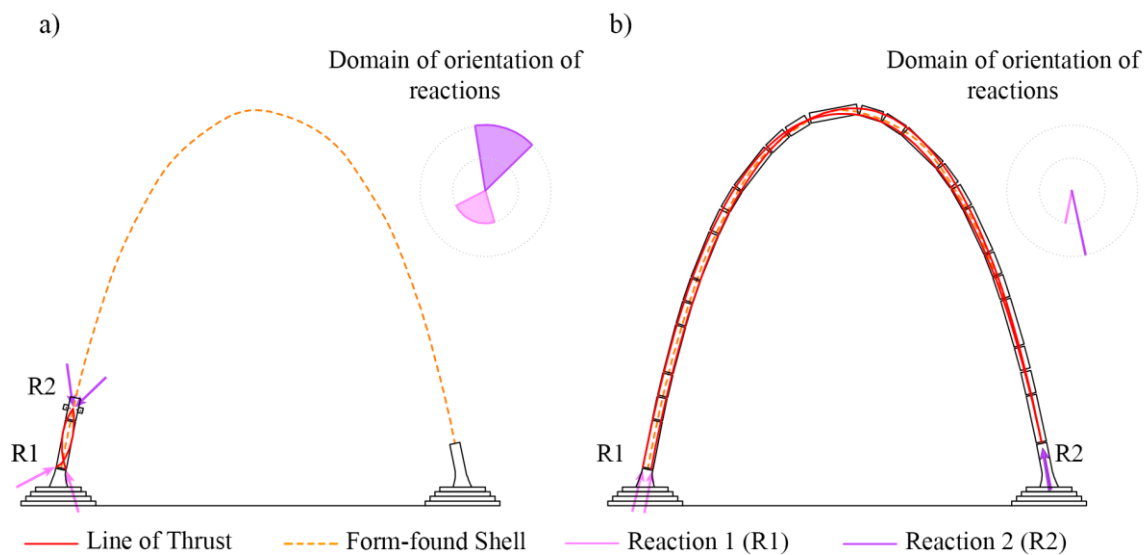 a)
Domain of orientation of
reactions
R2
R1
b)
Domain of orientation of
reactions
R1
R2
Line of Thrust
Form-found Shell
Reaction 1 (R1)
Reaction 2 (R2)